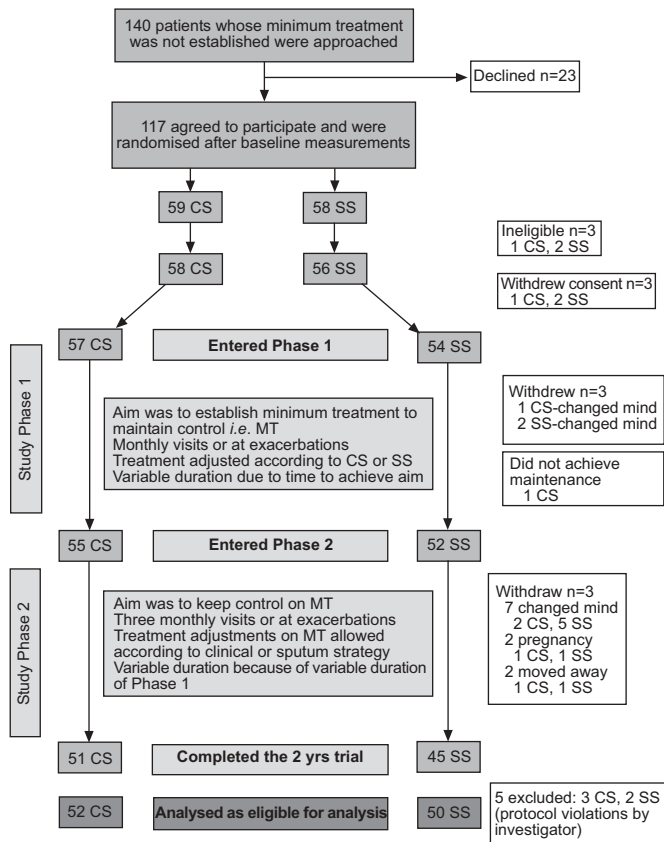 140 patients whose minimum treatment
was not established were approached
Declined n=23
117 agreed to participate and were
randomised after baseline measurements
59 CS
58 SS
Ineligible n=3
1 CS, 2 SS
58 CS
56 SS
Withdrew consent n=3
1 CS, 2 SS
57 CS
Entered Phase 1
54 SS
Study Phase 1
Aim was to establish minimum treatment to
maintain control i.e. MT
Monthly visits or at exacerbations
Treatment adjusted according to CS or SS
Variable duration due to time to achieve aim
Withdrew n=3
1 CS-changed mind
2 SS-changed mind
Did not achieve
maintenance
1 CS
55 CS
Entered Phase 2
52 SS
Study Phase 2
Aim was to keep control on MT
Three monthly visits or at exacerbations
Treatment adjustments on MT allowed
according to clinical or sputum strategy
Variable duration because of variable duration
of Phase 1
Withdraw n=3
7 changed mind
2 CS, 5 SS
2 pregnancy
1 CS, 1 SS
2 moved away
1 CS, 1 SS
51 CS
Completed the 2 yrs trial
45 SS
52 CS
Analysed as eligible for analysis
50 SS
5 excluded: 3 CS, 2 SS
(protocol violations by
investigator)